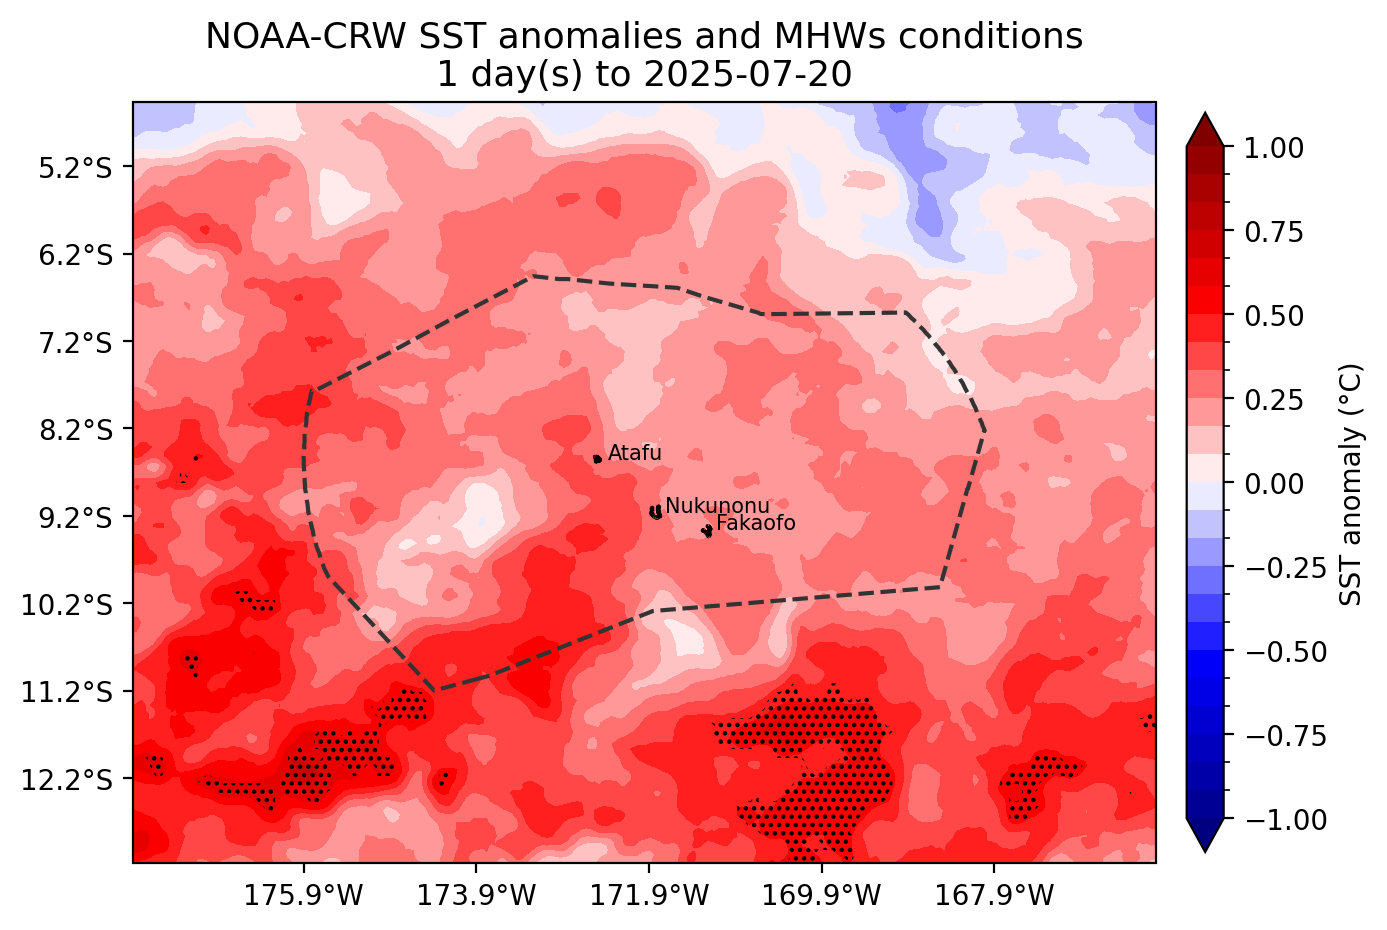 NOAA-CRW SST anomalies and MHWs conditions
1 day(s) to 2025-07-20
5.2°S
6.2°S
7.2°S
8.2°S
9.2°S
10.2°S
11.2°S
12.2°S
Atafu
Nukunonu
Fakaofo
175.9°W
173.9°W
171.9°W
169.9°W
167.9°W
1.00
0.75
0.50
0.25
0.00
−0.25
−0.50
−0.75
−1.00
SST anomaly (°C)